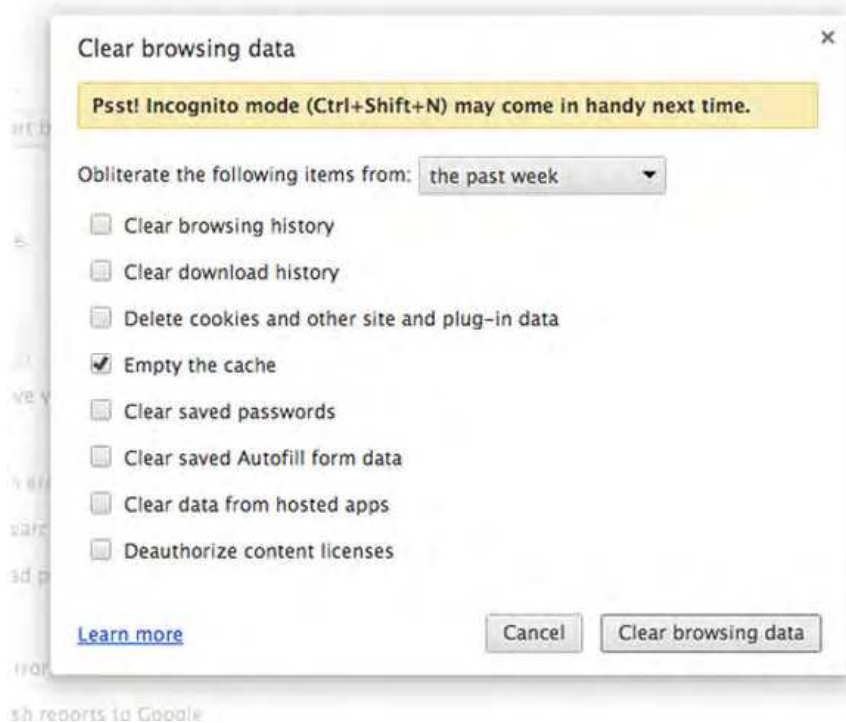 Clear browsing data
×
Psst! Incognito mode (Ctrl+Shift+N) may come in handy next time.
Obliterate the following items from: the past week
Clear browsing history
Clear download history
Delete cookies and other site and plug-in data
Empty the cache
Clear saved passwords
Clear saved Autofill form data
Clear data from hosted apps
Deauthorize content licenses
Learn more Cancel Clear browsing data
sh reports to Google